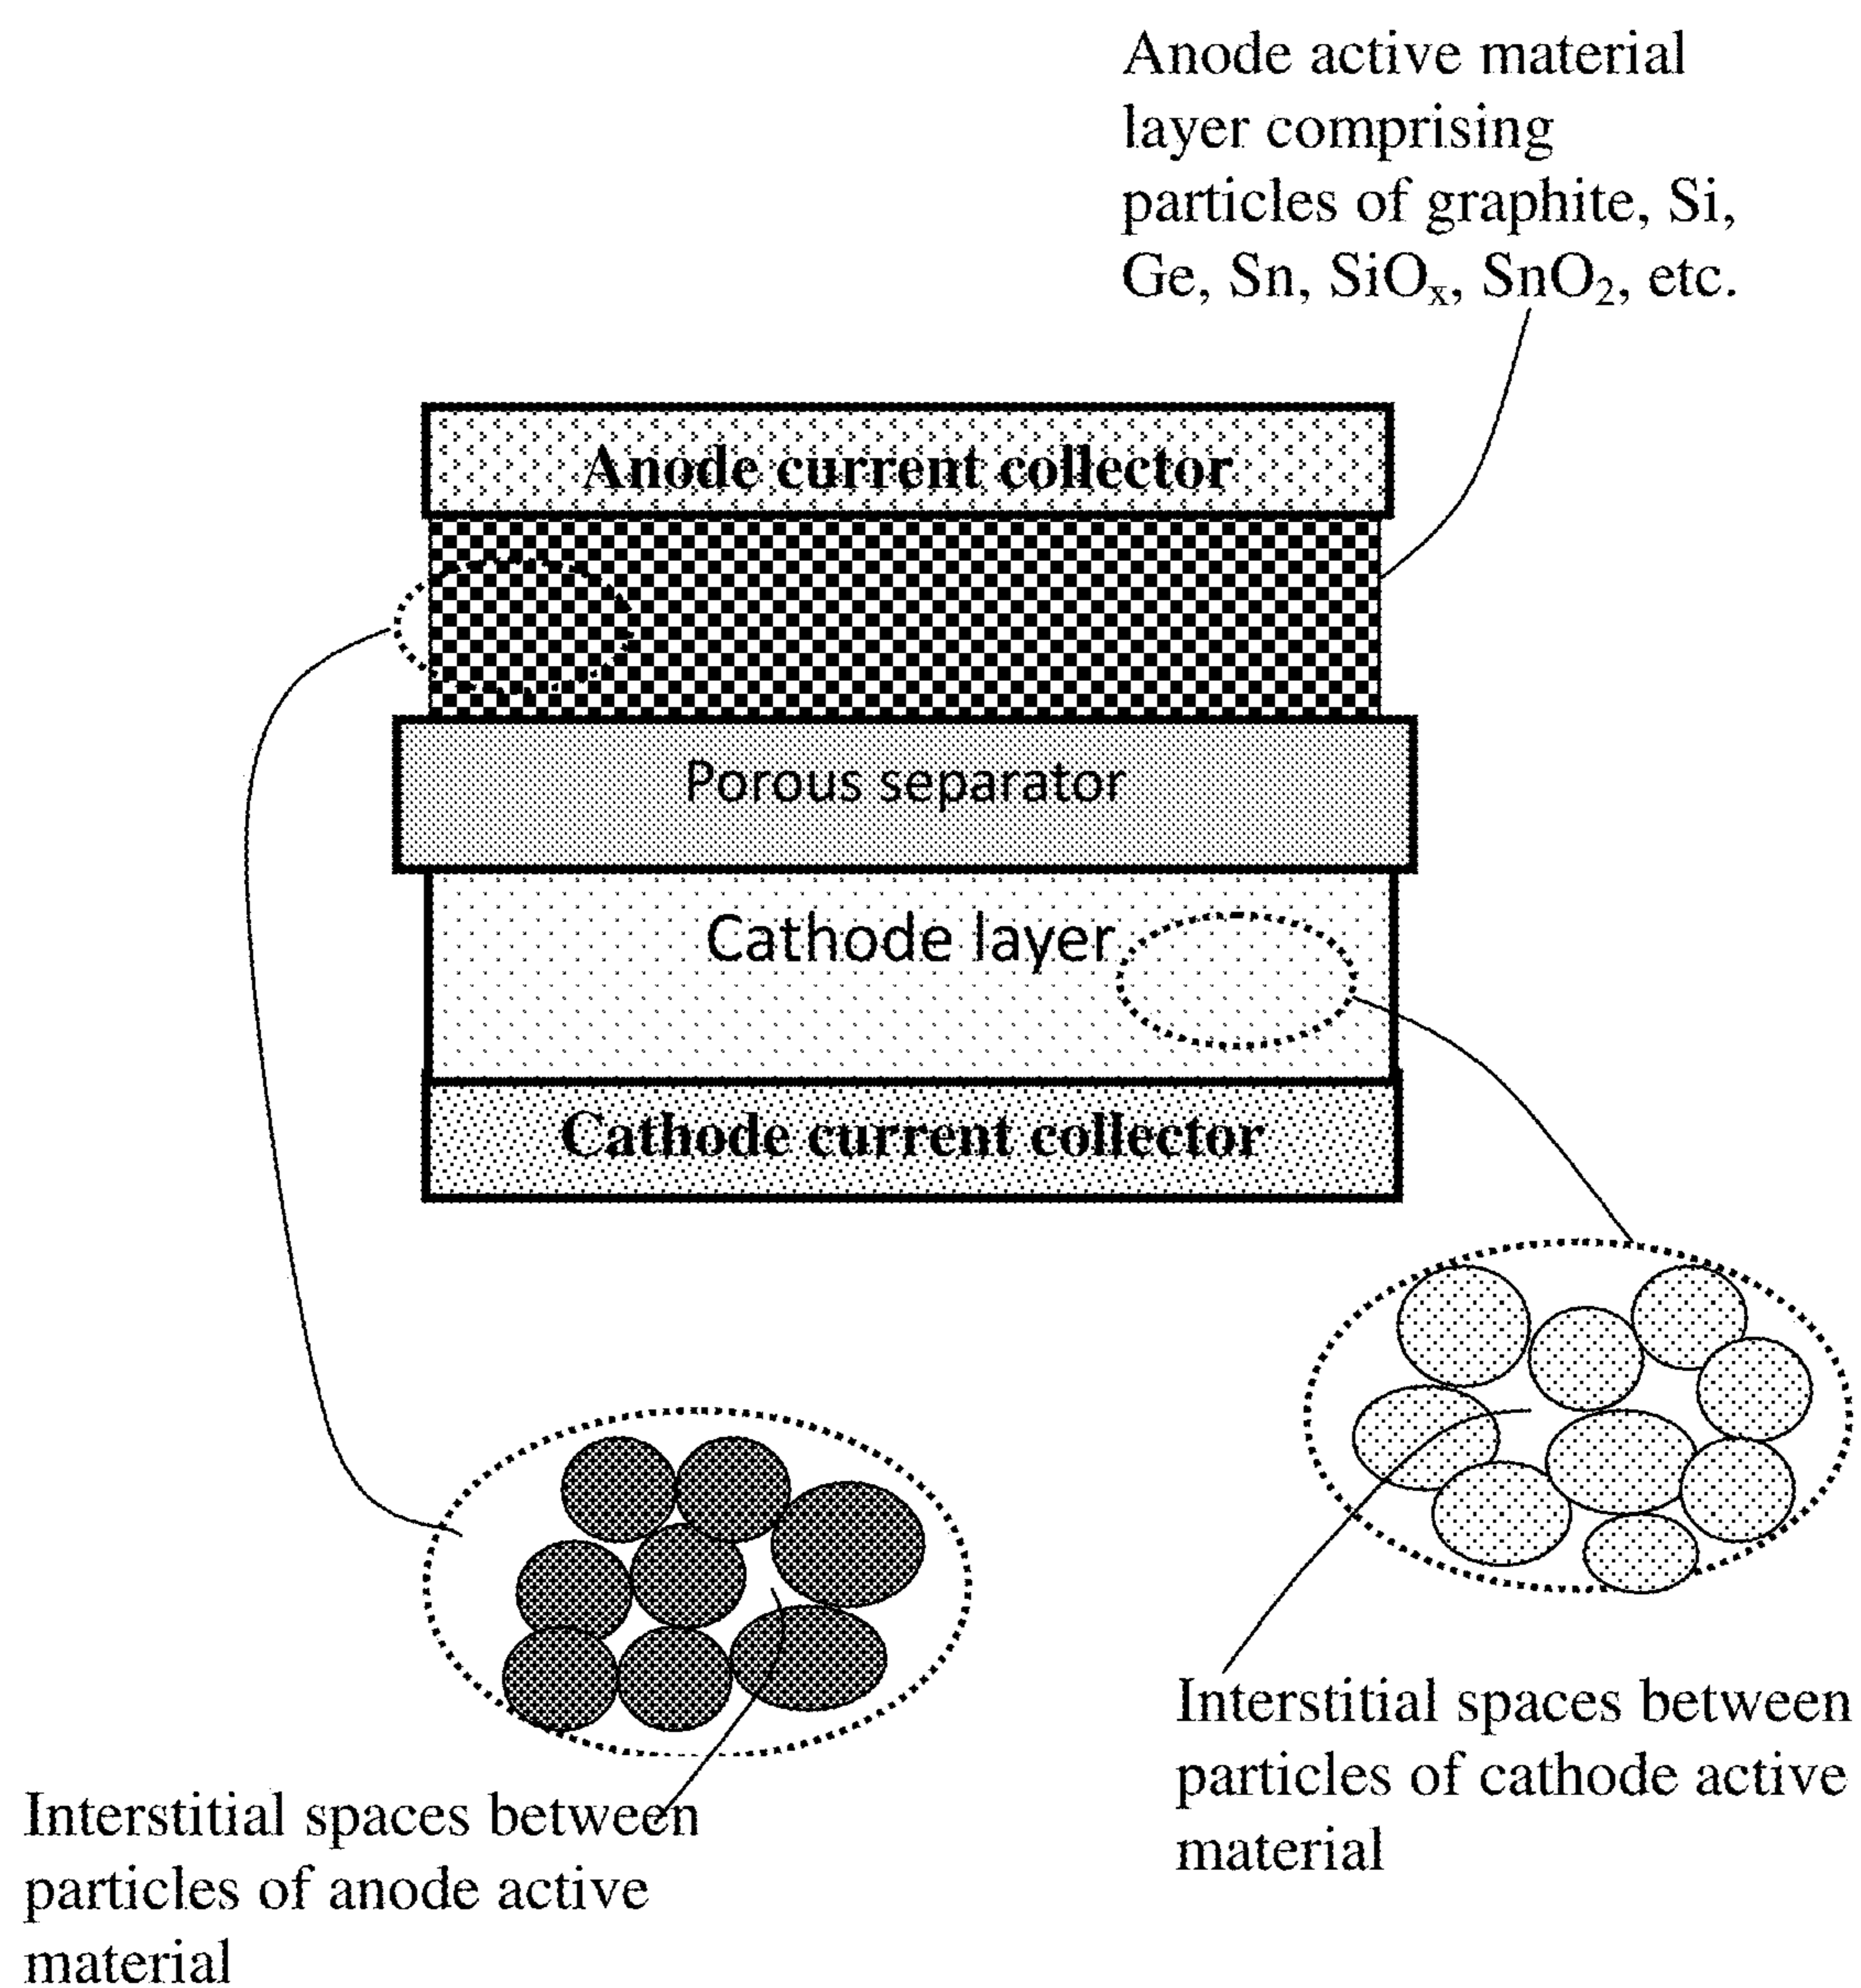 Anode active material
layer comprising
particles of graphite, Si,
Ge, Sn, SiOₓ, SnO₂, etc.
Anode current collector
Porous separator
Cathode layer
Cathode current collector
Interstitial spaces between
particles of cathode active
material
Interstitial spaces between
particles of anode active
material